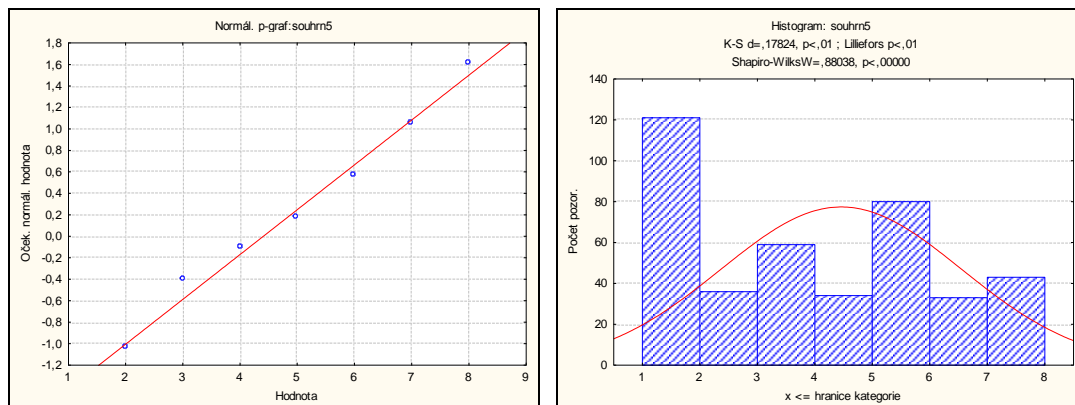 Normál. p-graf:souhrn5
1,8
1,6
1,4
1,2
1,0
0,8
0,6
0,4
0,2
0,0
-0,2
-0,4
-0,6
-0,8
-1,0
-1,2
Oček. normál. hodnota
1 2 3 4 5 6 7 8 9
Hodnota
Histogram: souhrn5
K-S d=,17824, p<,01 ; Lilliefors p<,01
Shapiro-WilksW=,88038, p<,00000
140
120
100
80
60
40
20
0
Počet pozor.
1 2 3 4 5 6 7 8
x <= hranice kategorie